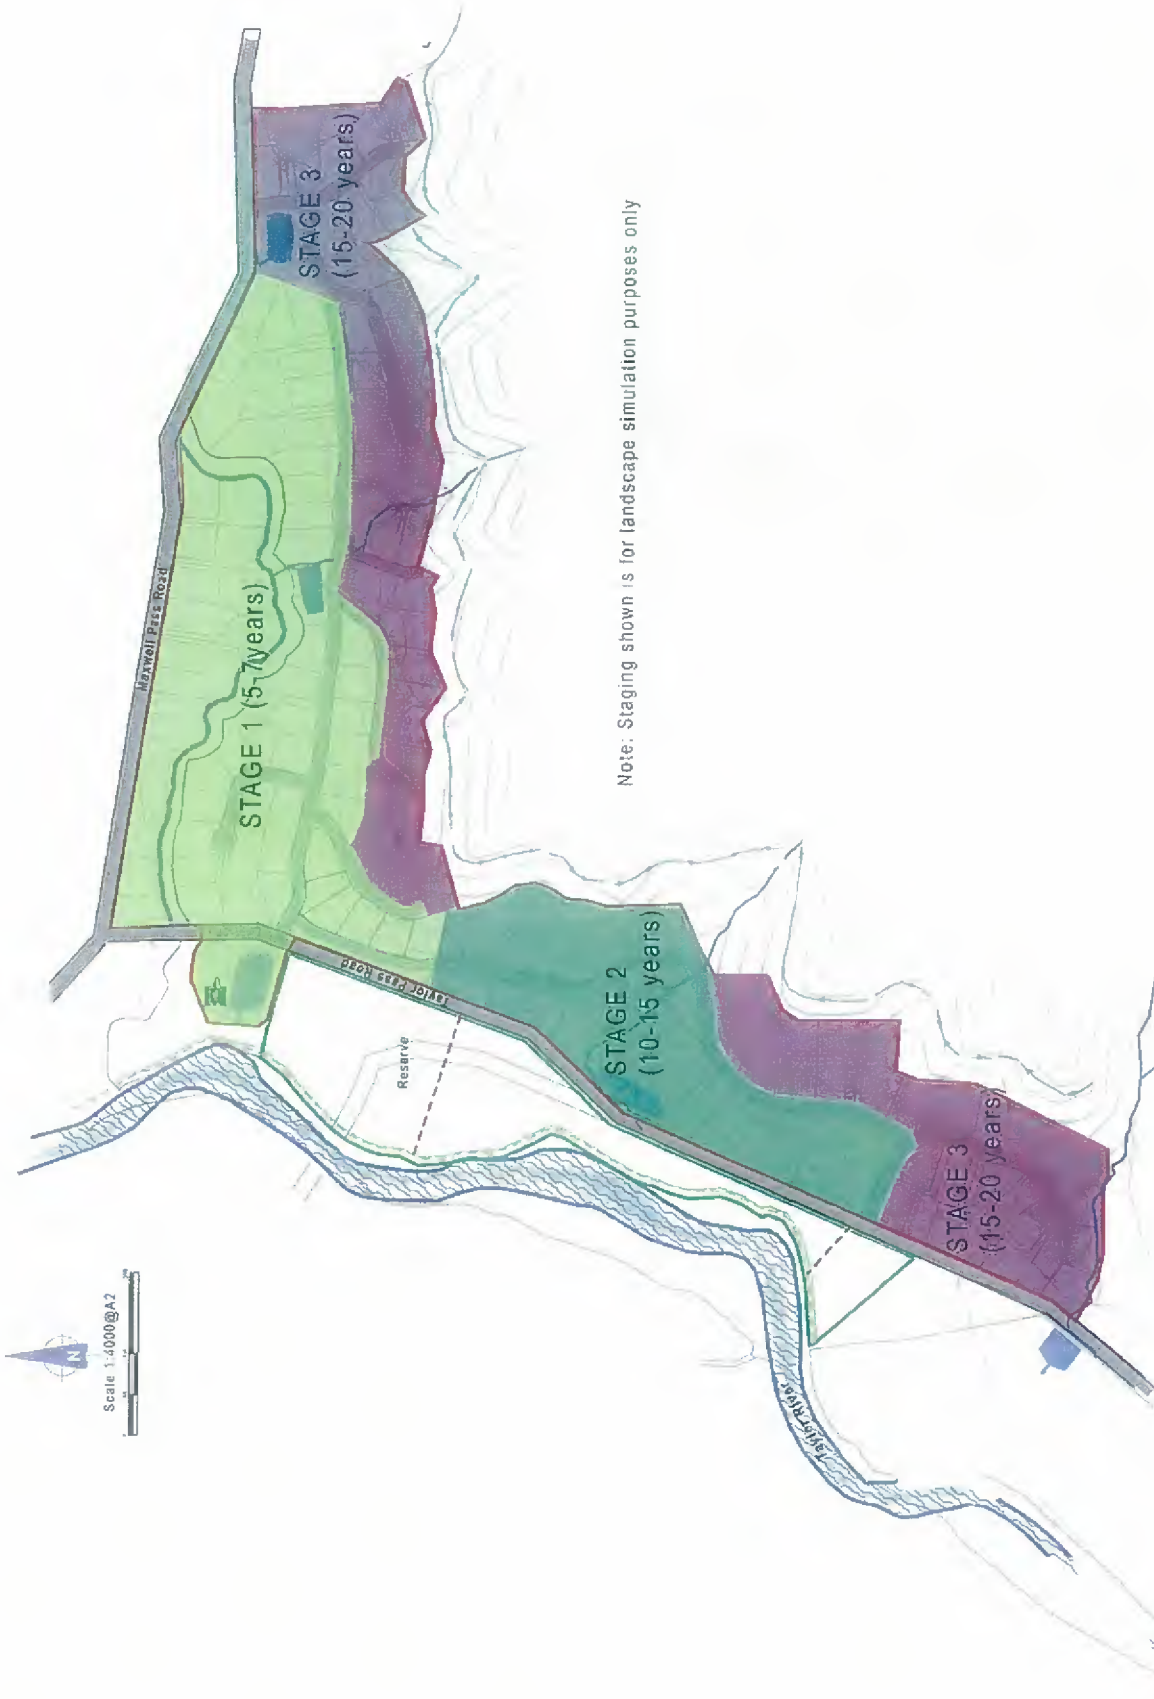 N
Scale 1:4000@A2
Maxwell Pass Road
STAGE 1 (5-7years)
STAGE 3
(15-20 years)
Taylor Pass Road
Reserve
STAGE 2
(10-15 years)
STAGE 3
(15-20 years)
Taylor River
Note: Staging shown is for landscape simulation purposes only